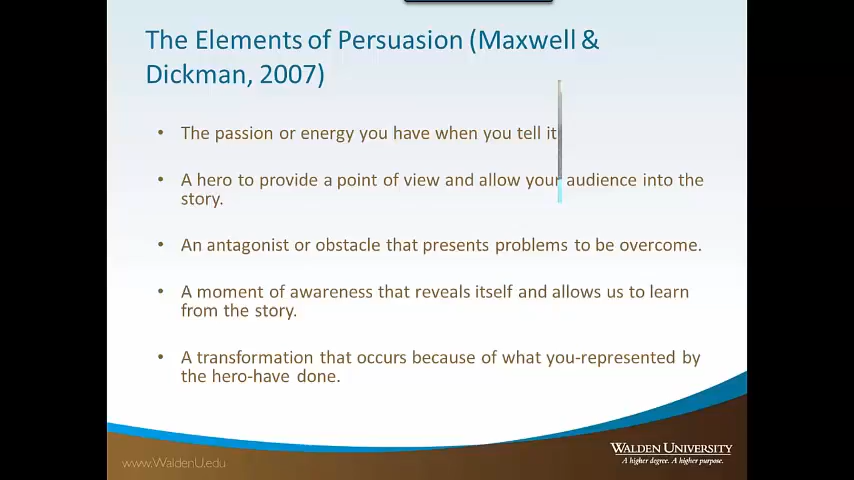 The Elements of Persuasion (Maxwell &
Dickman, 2007)
• The passion or energy you have when you tell it
• A hero to provide a point of view and allow your audience into the
story.
• An antagonist or obstacle that presents problems to be overcome.
• A moment of awareness that reveals itself and allows us to learn
from the story.
• A transformation that occurs because of what you-represented by
the hero-have done.
WALDEN UNIVERSITY
A higher degree. A higher purpose.
www.WaldenU.edu